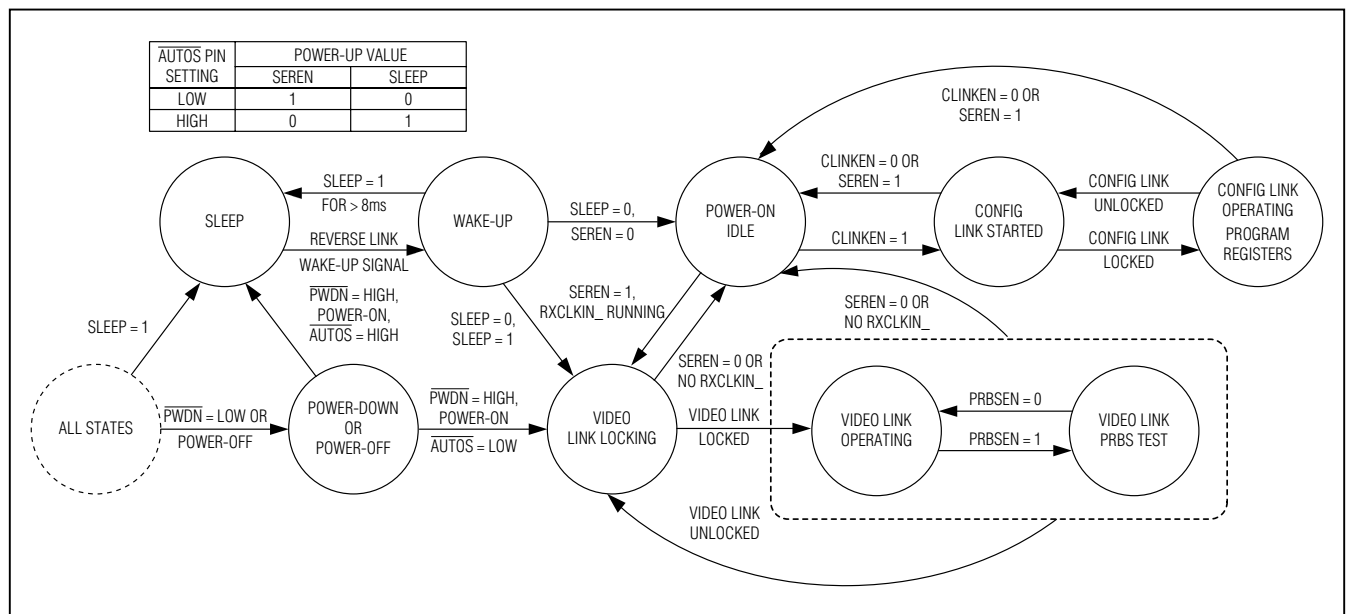 AUTOS PIN
SETTING
POWER-UP VALUE
SEREN
SLEEP
LOW
1
0
HIGH
0
1
CLINKEN = 0 OR
SEREN = 1
SLEEP
SLEEP = 1
FOR > 8ms
REVERSE LINK
WAKE-UP SIGNAL
WAKE-UP
SLEEP = 0,
SEREN = 0
POWER-ON
IDLE
CLINKEN = 0 OR
SEREN = 1
CLINKEN = 1
CONFIG
LINK STARTED
CONFIG LINK
UNLOCKED
CONFIG LINK
LOCKED
CONFIG LINK
OPERATING
PROGRAM
REGISTERS
SLEEP = 1
PWDN = HIGH,
POWER-ON,
AUTOS = HIGH
SLEEP = 0,
SLEEP = 1
SEREN = 1,
RXCLKIN_ RUNNING
SEREN = 0 OR
NO RXCLKIN_
SEREN = 0 OR
NO RXCLKIN_
ALL STATES
PWDN = LOW OR
POWER-OFF
POWER-DOWN
OR
POWER-OFF
PWDN = HIGH,
POWER-ON
AUTOS = LOW
VIDEO
LINK LOCKING
VIDEO LINK
LOCKED
VIDEO LINK
OPERATING
PRBSEN = 0
PRBSEN = 1
VIDEO LINK
PRBS TEST
VIDEO LINK
UNLOCKED